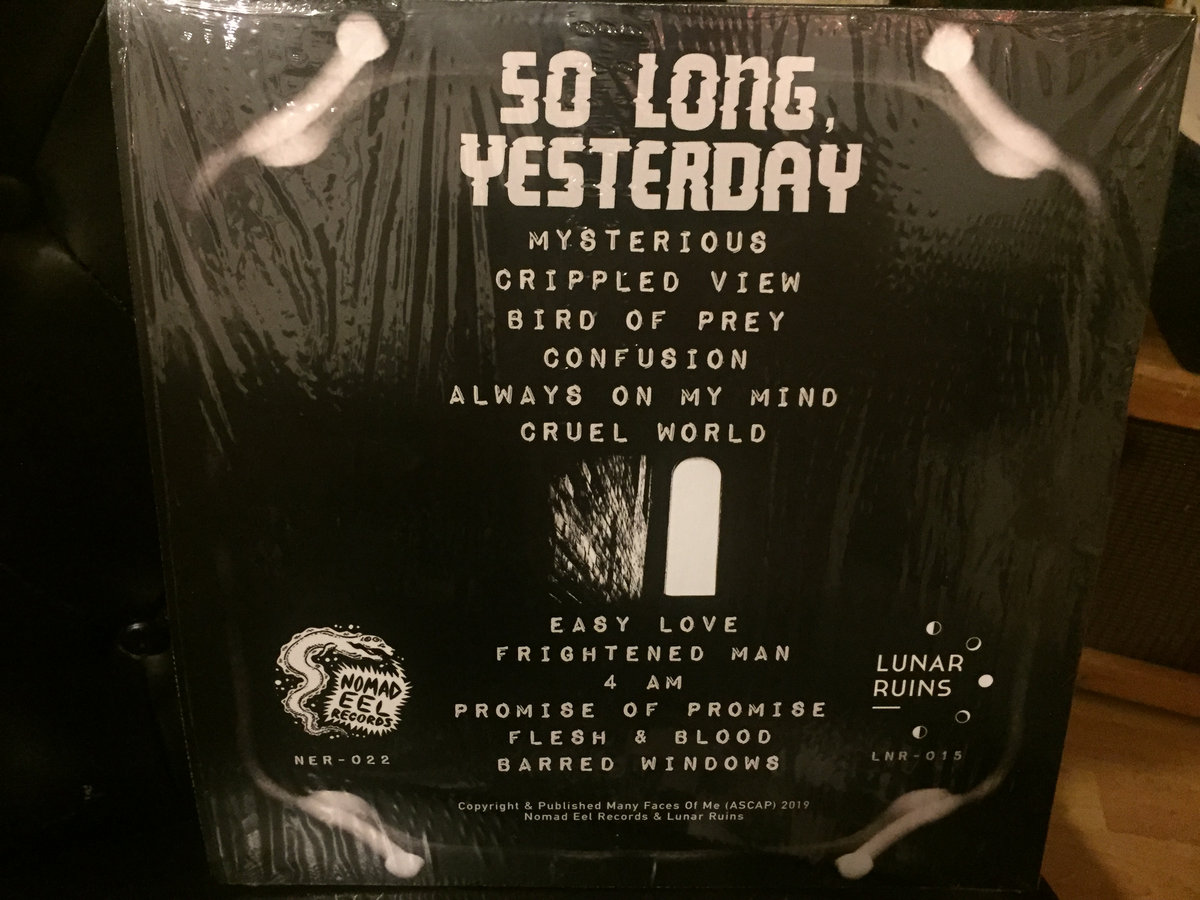 SO LONG,
YESTERDAY
MYSTERIOUS
CRIPPLED VIEW
BIRD OF PREY
CONFUSION
ALWAYS ON MY MIND
CRUEL WORLD
EASY LOVE
FRIGHTENED MAN
4 AM
PROMISE OF PROMISE
FLESH & BLOOD
BARRED WINDOWS
NOMAD
EEL
RECORDS
NER-022
LUNAR
RUINS
LNR-015
Copyright & Published Many Faces Of Me (ASCAP) 2019
Nomad Eel Records & Lunar Ruins